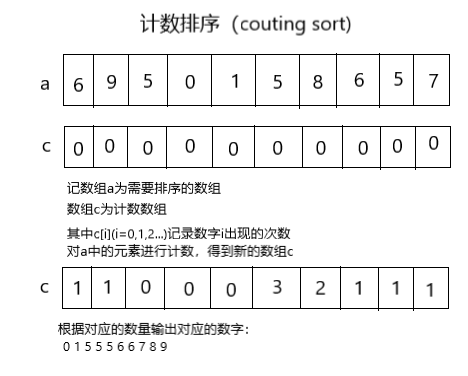 计数排序（couting sort)
a 6 9 5 0 1 5 8 6 5 7
c 0 0 0 0 0 0 0 0 0 0
记数组a为需要排序的数组
数组c为计数数组
其中c[i](i=0,1,2...)记录数字i出现的次数
对a中的元素进行计数，得到新的数组c
c 1 1 0 0 0 3 2 1 1 1
根据对应的数量输出对应的数字：
0 1 5 5 5 6 6 7 8 9